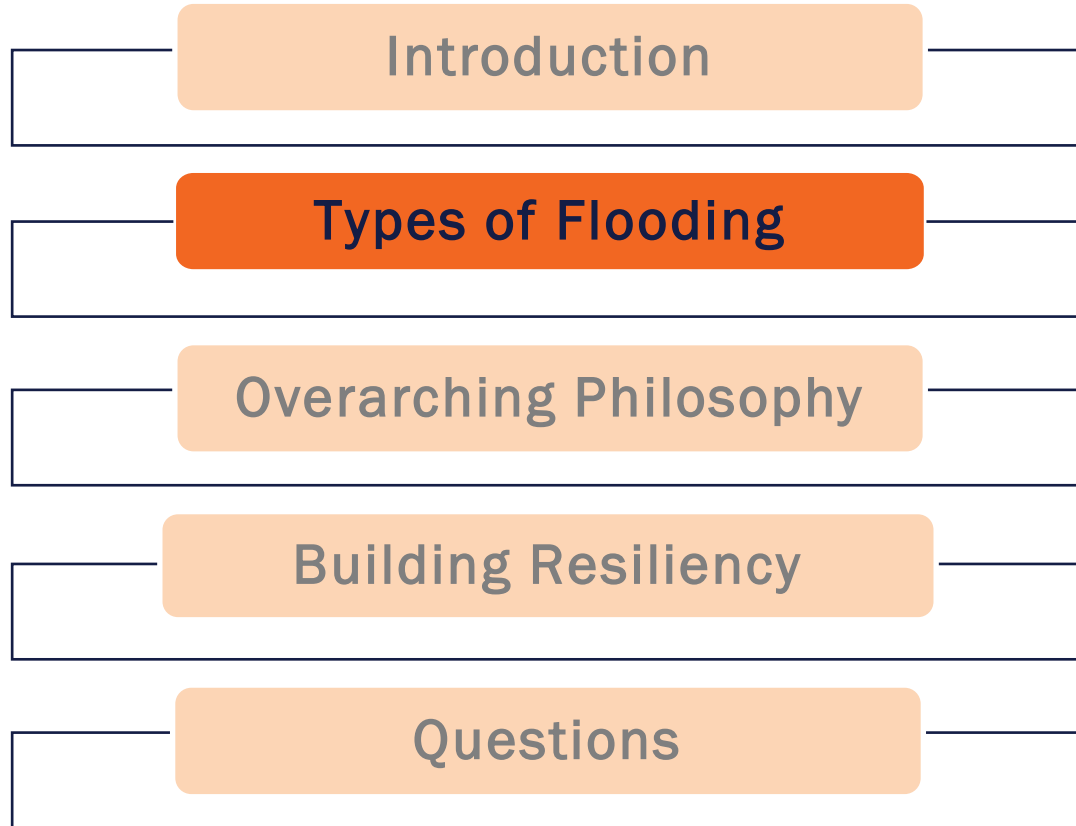 Introduction
Types of Flooding
Overarching Philosophy
Building Resiliency
Questions